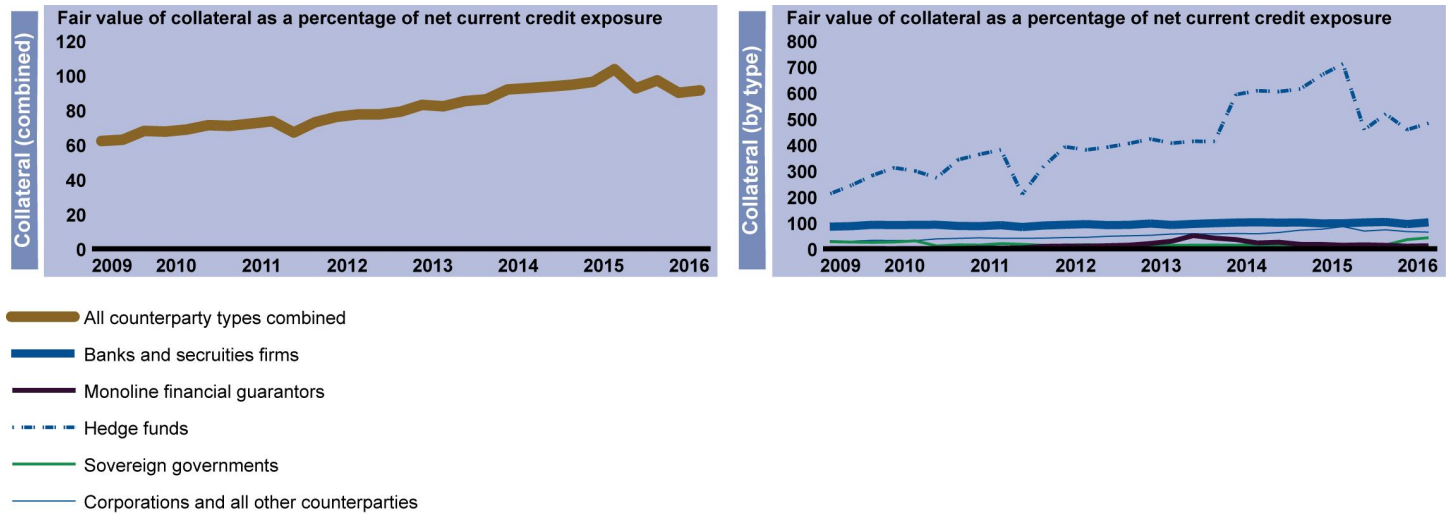 Fair value of collateral as a percentage of net current credit exposure
Collateral (combined)
120
100
80
60
40
20
0
2009 2010 2011 2012 2013 2014 2015 2016
Fair value of collateral as a percentage of net current credit exposure
Collateral (by type)
800
700
600
500
400
300
200
100
0
2009 2010 2011 2012 2013 2014 2015 2016
All counterparty types combined
Banks and secruities firms
Monoline financial guarantors
Hedge funds
Sovereign governments
Corporations and all other counterparties